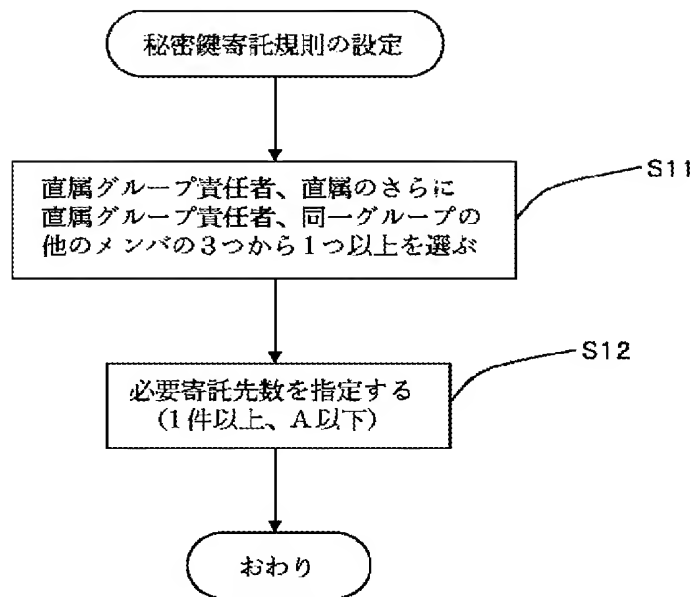 秘密鍵寄託規則の設定
直属グループ責任者、直属のさらに
直属グループ責任者、同一グループの
他のメンバの3つから1つ以上を選ぶ
S11
必要寄託先数を指定する
(1件以上、A以下)
S12
おわり